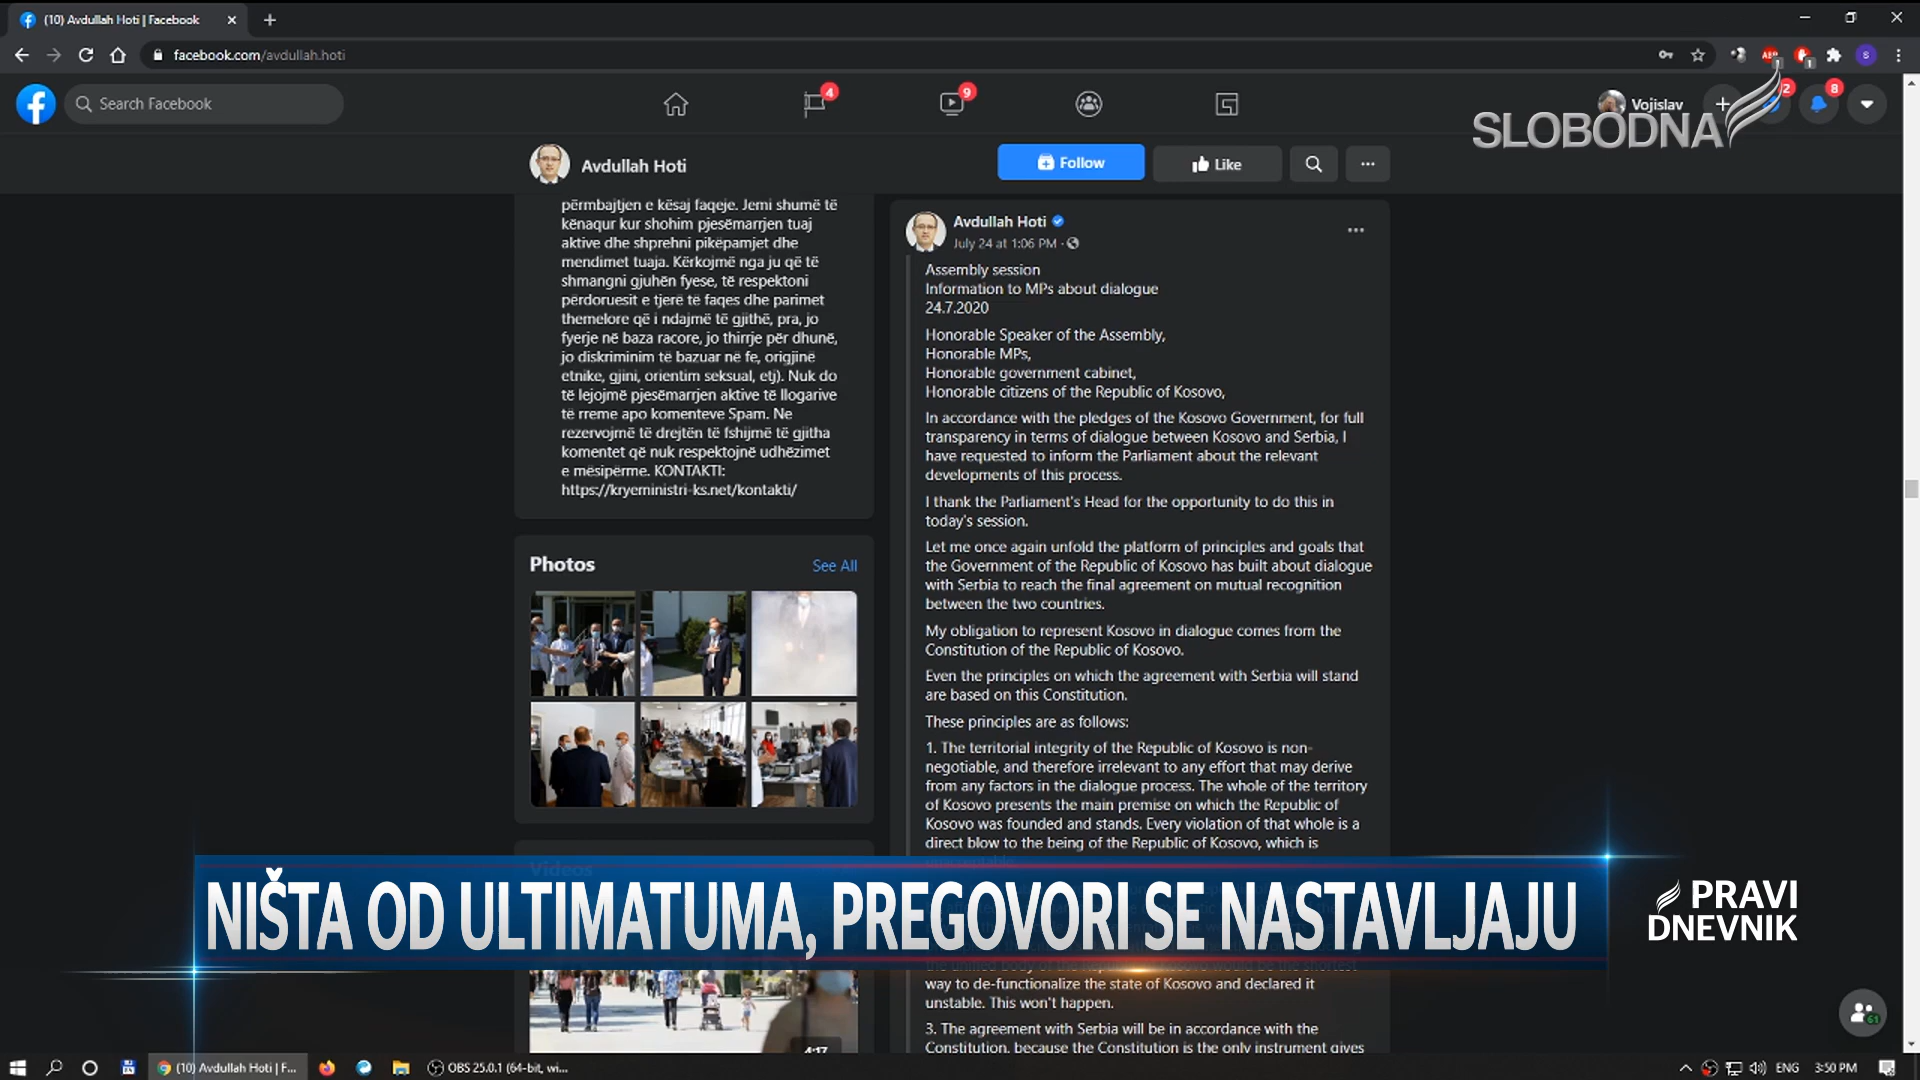 (10) Avdullah Hoti | Facebook
facebook.com/avdullah.hoti
Search Facebook
4
9
Vojislav
2
8
SLOBODNA
Avdullah Hoti
Follow
Like
përmbajtjen e kësaj faqeje. Jemi shumë të
kënaqur kur shohim pjesëmarrjen tuaj
aktive dhe shprehni pikëpamjet dhe
mendimet tuaja. Kërkojmë nga ju që të
shmangni gjuhën fyese, të respektoni
përdoruesit e tjerë të faqes dhe parimet
themelore që i ndajmë të gjithë, pra, jo
fyerje në baza racore, jo thirrje për dhunë,
jo diskriminim të bazuar në fe, origjinë
etnike, gjini, orientim seksual, etj). Nuk do
të lejojmë pjesëmarrjen aktive të llogarive
të rreme apo komenteve Spam. Ne
rezervojmë të drejtën të fshijmë të gjitha
komentet që nuk respektojnë udhëzimet
e mësipërme. KONTAKTI:
https://kryeministri-ks.net/kontakti/
Photos
See All
Videos
4:17
Avdullah Hoti
July 24 at 1:06 PM ·
Assembly session
Information to MPs about dialogue
24.7.2020
Honorable Speaker of the Assembly,
Honorable MPs,
Honorable government cabinet,
Honorable citizens of the Republic of Kosovo,
In accordance with the pledges of the Kosovo Government, for full
transparency in terms of dialogue between Kosovo and Serbia, I
have requested to inform the Parliament about the relevant
developments of this process.
I thank the Parliament's Head for the opportunity to do this in
today's session.
Let me once again unfold the platform of principles and goals that
the Government of the Republic of Kosovo has built about dialogue
with Serbia to reach the final agreement on mutual recognition
between the two countries.
My obligation to represent Kosovo in dialogue comes from the
Constitution of the Republic of Kosovo.
Even the principles on which the agreement with Serbia will stand
are based on this Constitution.
These principles are as follows:
1. The territorial integrity of the Republic of Kosovo is non-
negotiable, and therefore irrelevant to any effort that may derive
from any factors in the dialogue process. The whole of the territory
of Kosovo presents the main premise on which the Republic of
Kosovo was founded and stands. Every violation of that whole is a
direct blow to the being of the Republic of Kosovo, which is
way to de-functionalize the state of Kosovo and declared it
unstable. This won't happen.
3. The agreement with Serbia will be in accordance with the
Constitution, because the Constitution is the only instrument gives
NIŠTA OD ULTIMATUMA, PREGOVORI SE NASTAVLJAJU
PRAVI
DNEVNIK
61
(10) Avdullah Hoti | F...
OBS 25.0.1 (64-bit, wi...
ENG
3:50 PM